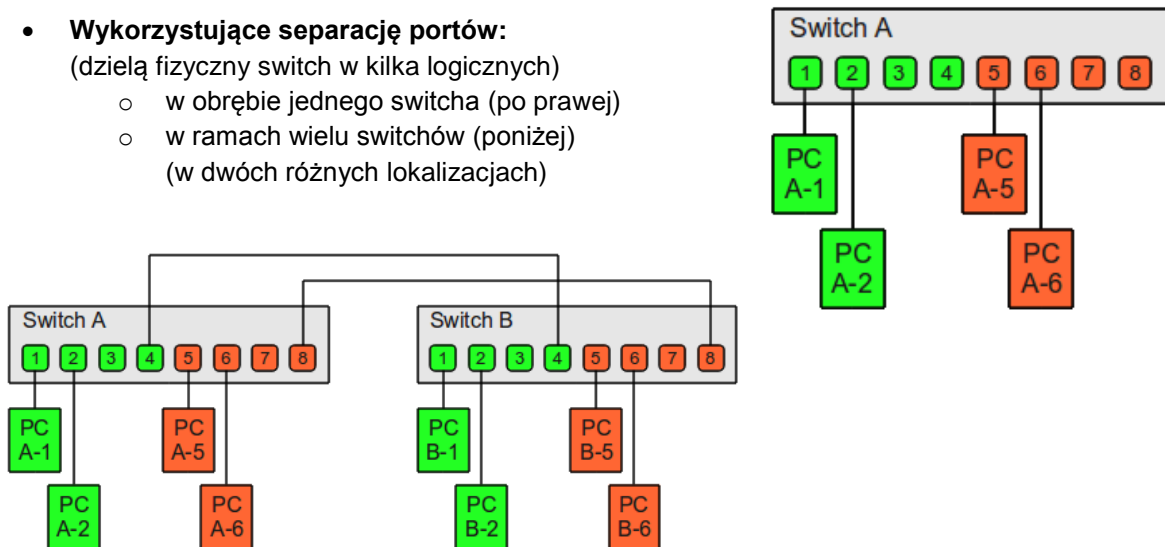 • Wykorzystujące separację portów:
(dzielą fizyczny switch w kilka logicznych)
o w obrębie jednego switcha (po prawej)
o w ramach wielu switchów (poniżej)
(w dwóch różnych lokalizacjach)
Switch A
1 2 3 4 5 6 7 8
PC
A-1
PC
A-5
PC
A-2
PC
A-6
Switch A
1 2 3 4 5 6 7 8
PC
A-1
PC
A-5
PC
A-2
PC
A-6
Switch B
1 2 3 4 5 6 7 8
PC
B-1
PC
B-5
PC
B-2
PC
B-6